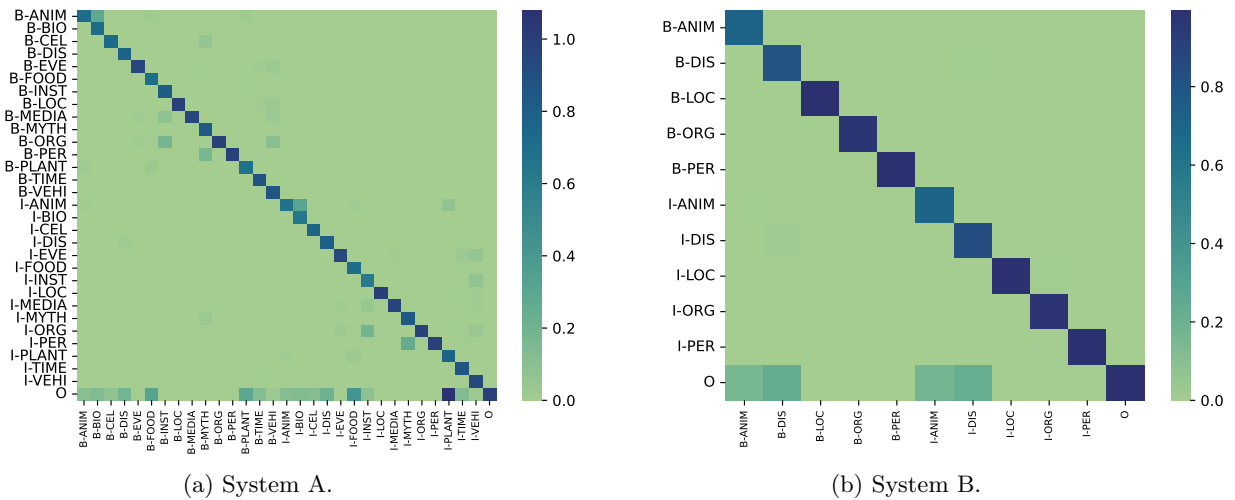 B-ANIM
B-BIO
B-CEL
B-DIS
B-EVE
B-FOOD
B-INST
B-LOC
B-MEDIA
B-MYTH
B-ORG
B-PER
B-PLANT
B-TIME
B-VEHI
I-ANIM
I-BIO
I-CEL
I-DIS
I-EVE
I-FOOD
I-INST
I-LOC
I-MEDIA
I-MYTH
I-ORG
I-PER
I-PLANT
I-TIME
I-VEHI
O
B-ANIM B-BIO B-CEL B-DIS B-EVE B-FOOD B-INST B-LOC B-MEDIA B-MYTH B-ORG B-PER B-PLANT B-TIME B-VEHI I-ANIM I-BIO I-CEL I-DIS I-EVE I-FOOD I-INST I-LOC I-MEDIA I-MYTH I-ORG I-PER I-PLANT I-TIME I-VEHI O
1.0
0.8
0.6
0.4
0.2
0.0
(a) System A.
B-ANIM
B-DIS
B-LOC
B-ORG
B-PER
I-ANIM
I-DIS
I-LOC
I-ORG
I-PER
O
B-ANIM B-DIS B-LOC B-ORG B-PER I-ANIM I-DIS I-LOC I-ORG I-PER O
0.8
0.6
0.4
0.2
0.0
(b) System B.